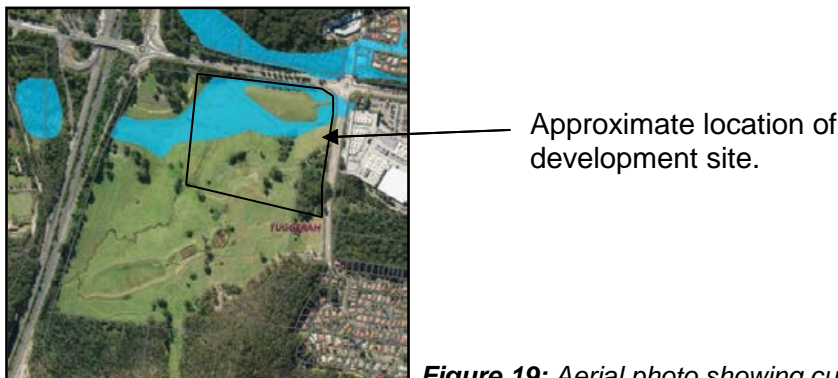 Approximate location of
development site.
TUGGERAH
Figure 19: Aerial photo showing cu